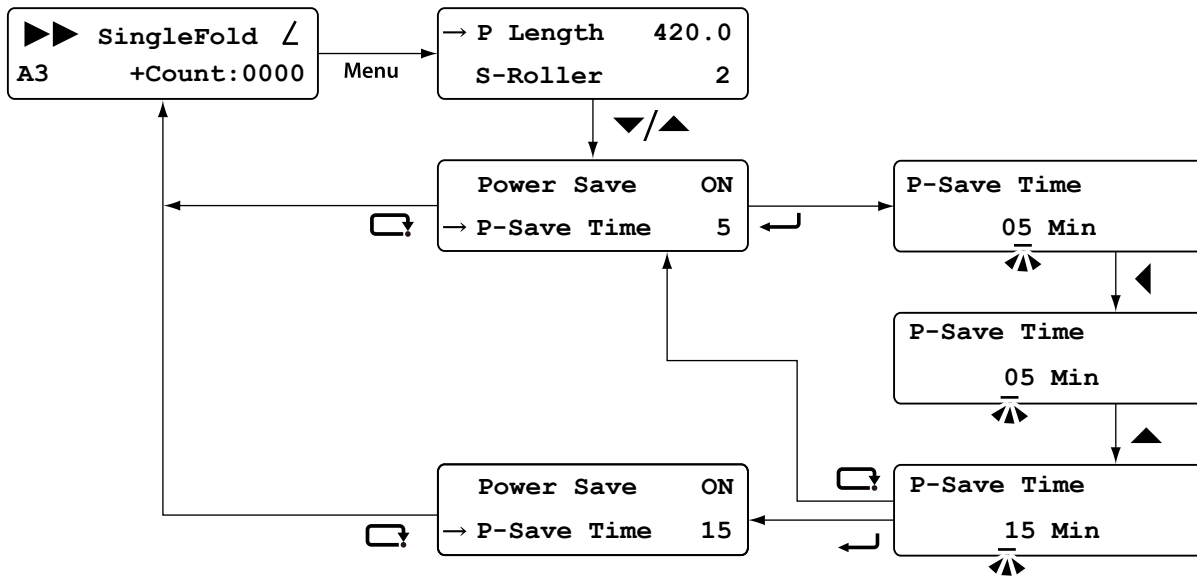 ▶▶ SingleFold ∠
A3 +Count:0000
Menu
→ P Length 420.0
S-Roller 2
▼/▲
Power Save ON
→ P-Save Time 5
P-Save Time
05 Min
P-Save Time
05 Min
P-Save Time
15 Min
Power Save ON
→ P-Save Time 15